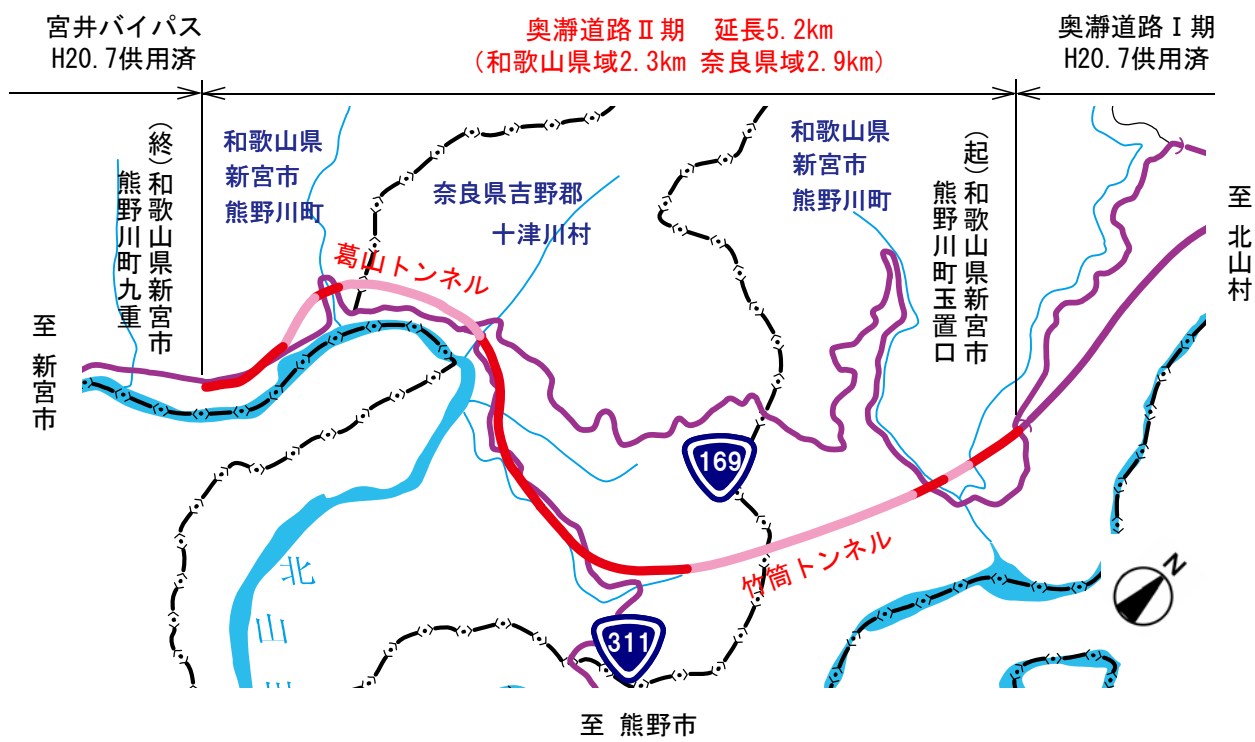 宮井バイパス
H20.7供用済
奥瀞道路Ⅱ期 延長5.2km
(和歌山県域2.3km 奈良県域2.9km)
奥瀞道路Ⅰ期
H20.7供用済
(終)和歌山県新宮市
熊野川町九重
和歌山県
新宮市
熊野川町
奈良県吉野郡
十津川村
和歌山県
新宮市
熊野川町
(起)和歌山県新宮市
熊野川町玉置口
至 北山村
至 新宮市
葛山トンネル
169
竹筒トンネル
311
北山
N
至 熊野市